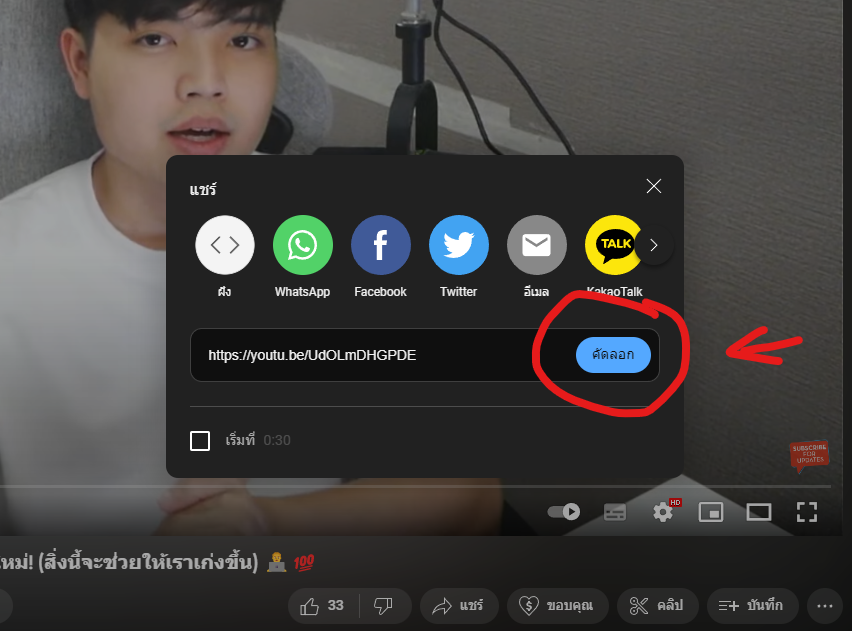 แชร์
TALK
ฝัง
WhatsApp
Facebook
Twitter
อีเมล
KakaoTalk
https://youtu.be/UdOLmDHGPDE
คัดลอก
เริ่มที่ 0:30
SUBSCRIBE
FOR
UPDATES
HD
ใหม่! (สิ่งนี้จะช่วยให้เราเก่งขึ้น) 👨‍💻 💯
33
แชร์
ขอบคุณ
คลิป
บันทึก